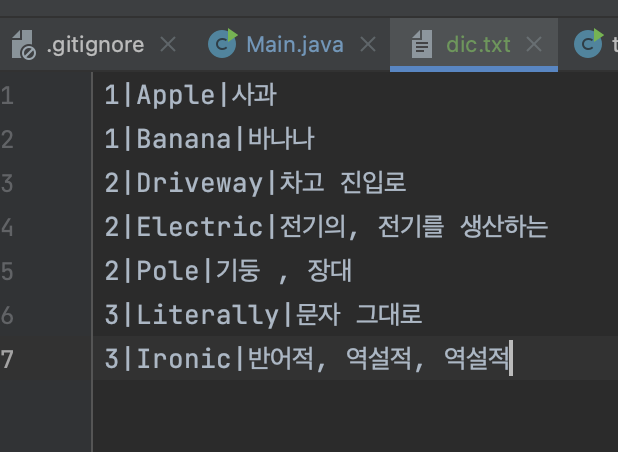 .gitignore
Main.java
dic.txt
1 1|Apple|사과
2 1|Banana|바나나
3 2|Driveway|차고 진입로
4 2|Electric|전기의, 전기를 생산하는
5 2|Pole|기둥 , 장대
6 3|Literally|문자 그대로
7 3|Ironic|반어적, 역설적, 역설적